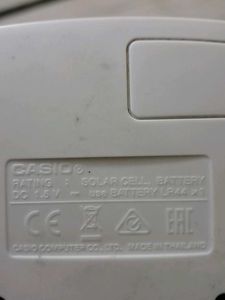 CASIO®
RATING : SOLAR CELL, BATTERY
DC 1.5 V ⎓ USE BATTERY LR44 x1
CE EAC
CASIO COMPUTER CO., LTD. MADE IN THAILAND